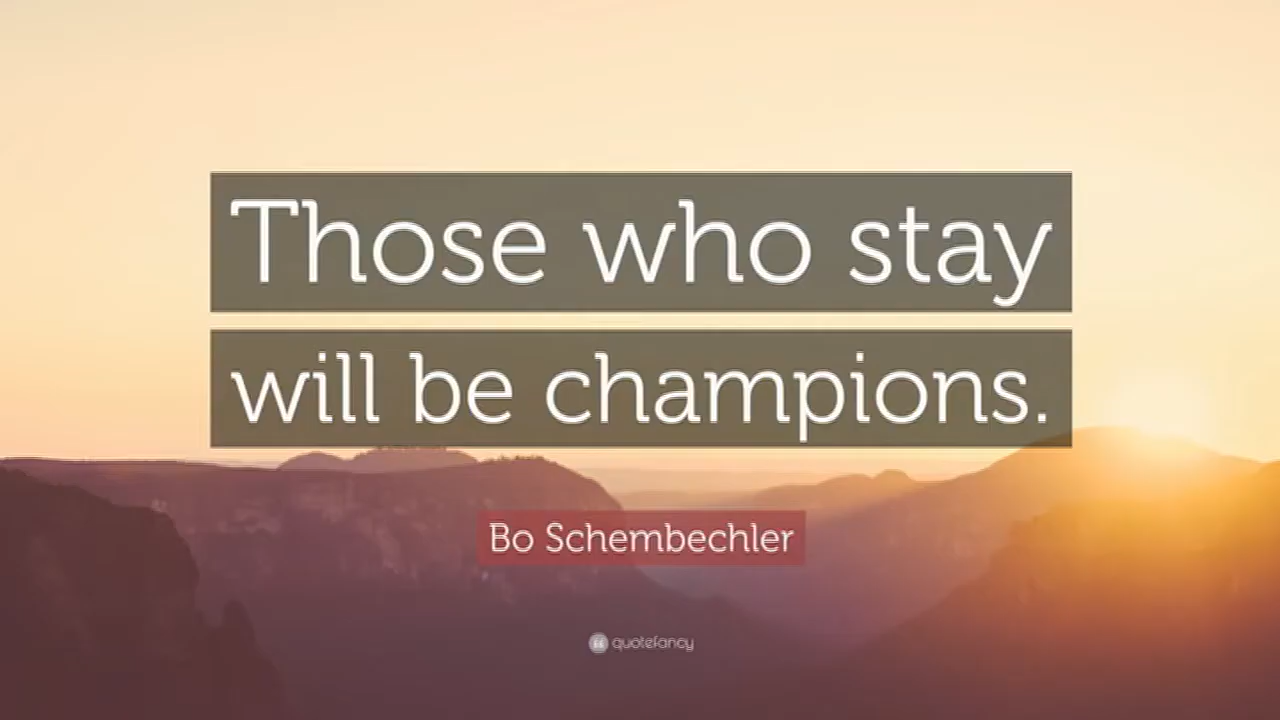 Those who stay
will be champions.
Bo Schembechler
quotefancy